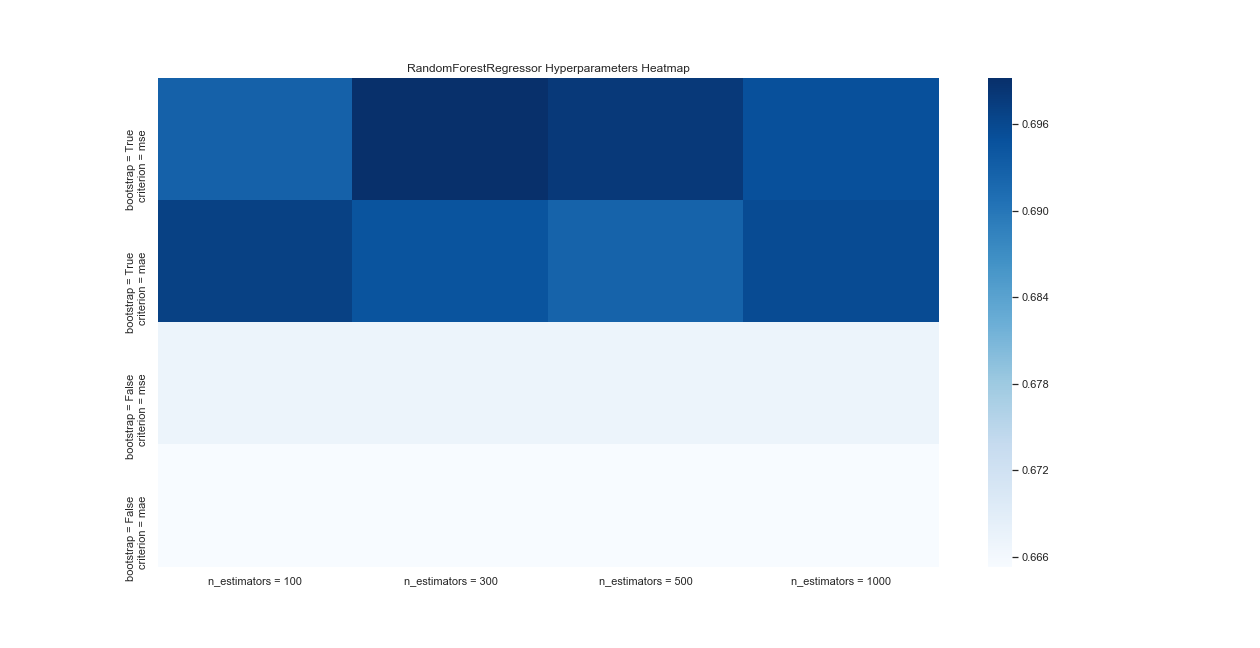 RandomForestRegressor Hyperparameters Heatmap
bootstrap = True
criterion = mse
bootstrap = True
criterion = mae
bootstrap = False
criterion = mse
bootstrap = False
criterion = mae
n_estimators = 100
n_estimators = 300
n_estimators = 500
n_estimators = 1000
0.696
0.690
0.684
0.678
0.672
0.666